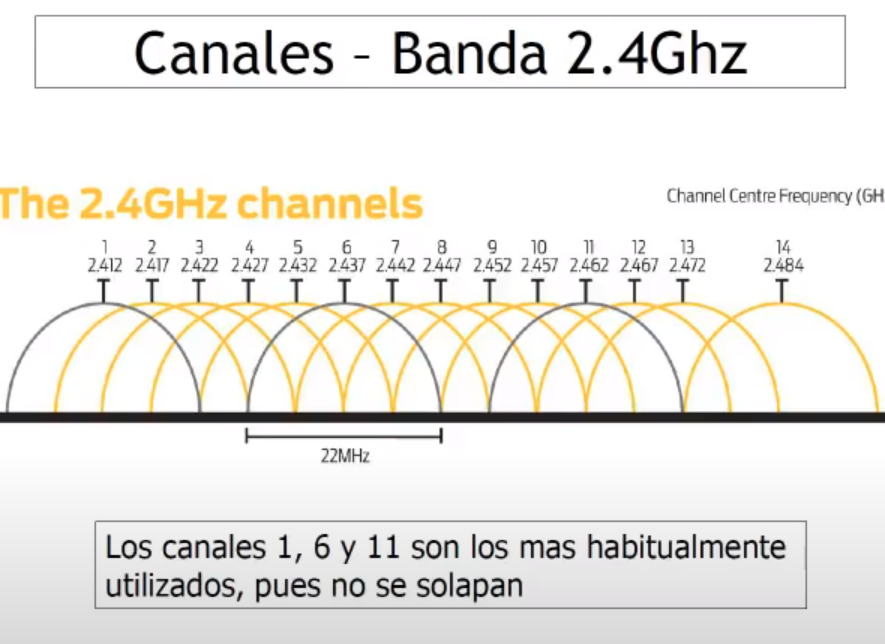 Canales - Banda 2.4Ghz
The 2.4GHz channels
Channel Centre Frequency (GH
1 2 3 4 5 6 7 8 9 10 11 12 13 14
2.412 2.417 2.422 2.427 2.432 2.437 2.442 2.447 2.452 2.457 2.462 2.467 2.472 2.484
22MHz
Los canales 1, 6 y 11 son los mas habitualmente
utilizados, pues no se solapan